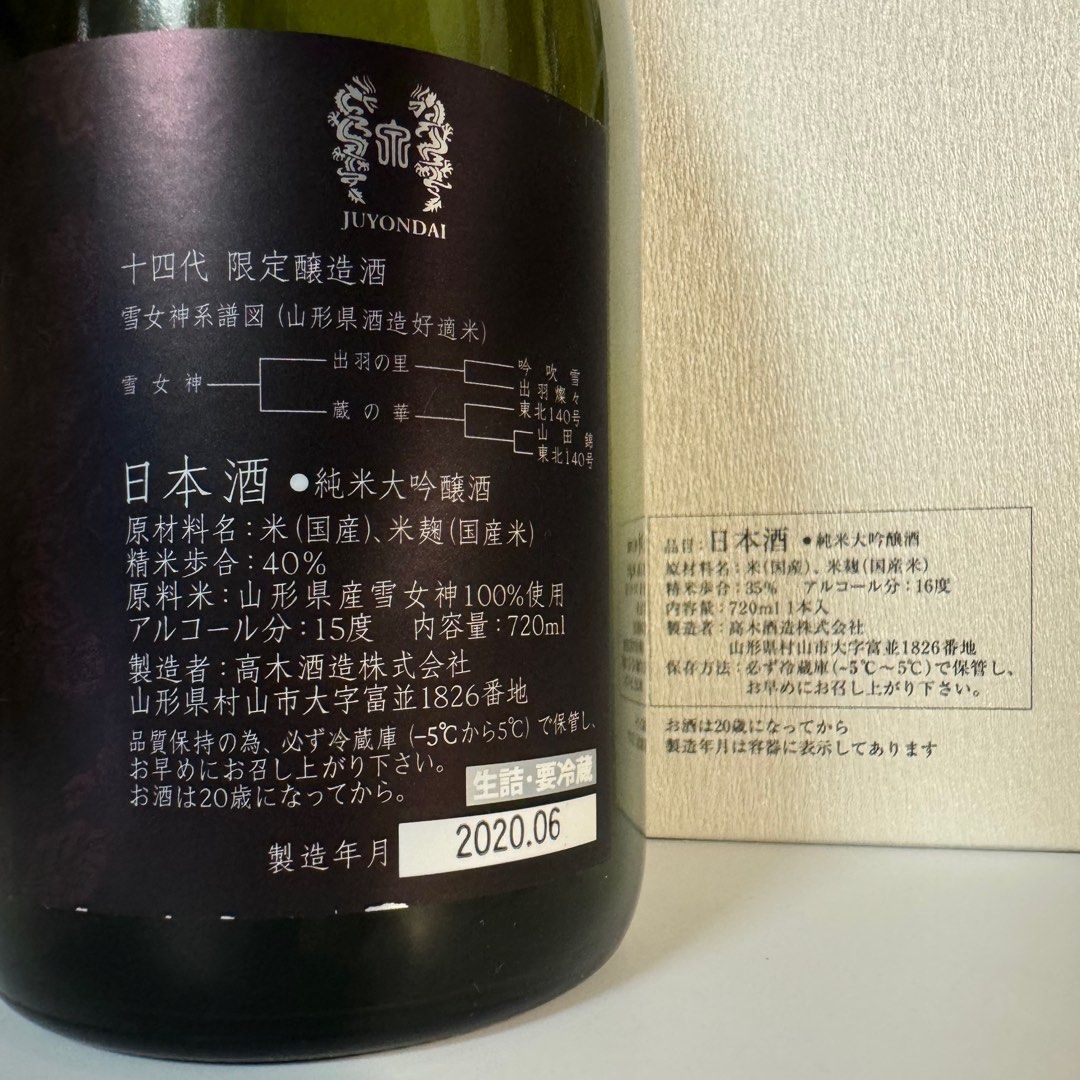 JUYONDAI
十四代 限定醸造酒
雪女神系譜図 (山形県酒造好適米)
雪女神
出羽の里
蔵の華
吟吹雪
出羽燦々
東北140号
山田錦
東北140号
日本酒 ●純米大吟醸酒
原材料名：米(国産)、米麹(国産米)
精米歩合：40%
原料米：山形県産雪女神100%使用
アルコール分：15度 内容量：720ml
製造者：高木酒造株式会社
山形県村山市大字富並1826番地
品質保持の為、必ず冷蔵庫 (−5℃から5℃) で保管し、
お早めにお召し上がり下さい。
お酒は20歳になってから。
生詰・要冷蔵
製造年月 2020.06
品目：日本酒 ●純米大吟醸酒
原材料名：米(国産)、米麹(国産米)
精米歩合：35% アルコール分：16度
内容量：720ml 1本入
製造者：高木酒造株式会社
山形県村山市大字富並1826番地
保存方法：必ず冷蔵庫(-5℃〜5℃)で保管し、
お早めにお召し上がり下さい。
お酒は20歳になってから
製造年月は容器に表示してあります